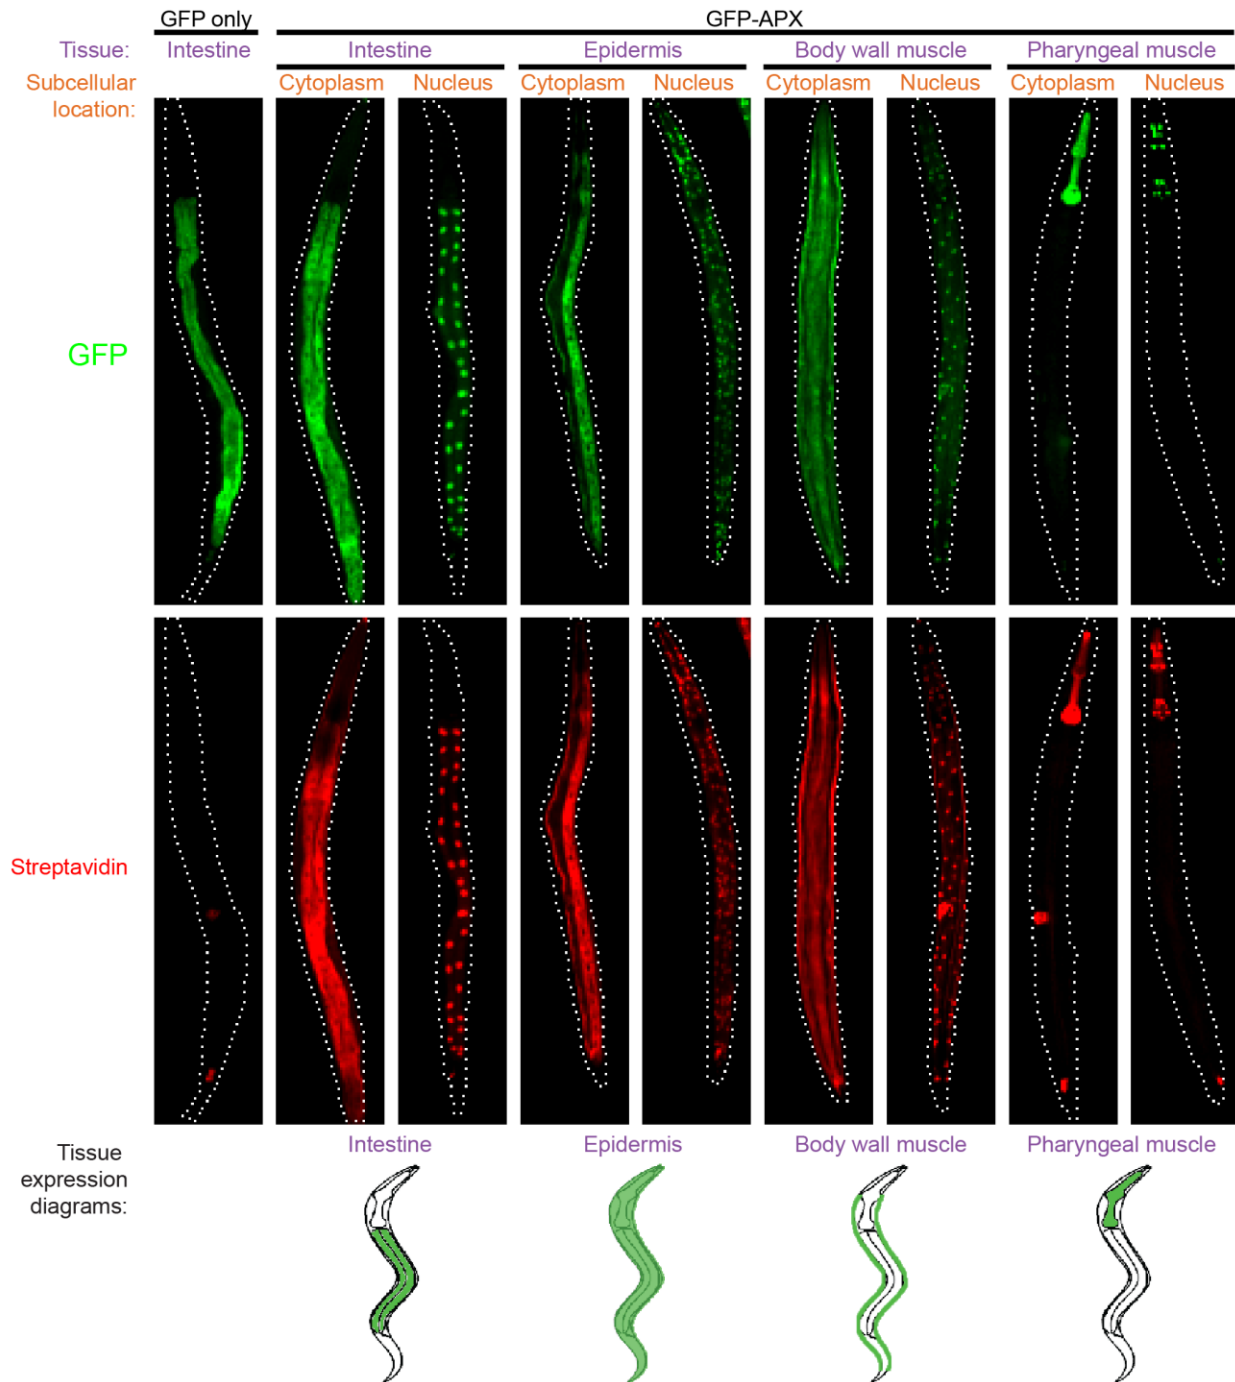 GFP only GFP-APX
Tissue: Intestine Intestine Epidermis Body wall muscle Pharyngeal muscle
Subcellular location: Cytoplasm Nucleus Cytoplasm Nucleus Cytoplasm Nucleus Cytoplasm Nucleus
GFP
Streptavidin
Tissue expression diagrams: Intestine Epidermis Body wall muscle Pharyngeal muscle